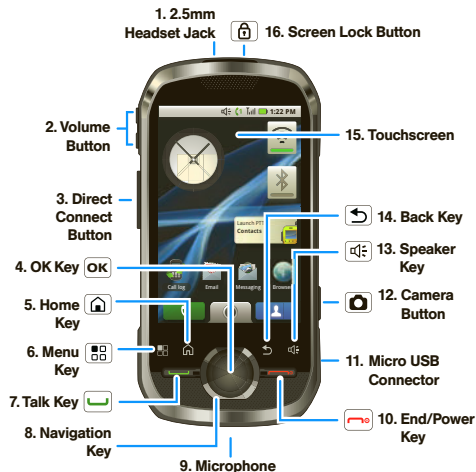 1. 2.5mm
Headset Jack
16. Screen Lock Button
2. Volume
Button
1:22 PM
15. Touchscreen
3. Direct
Connect
Button
Launch PTT
Contacts
14. Back Key
13. Speaker
Key
4. OK Key OK
Call log
Email
Messaging
Browser
5. Home
Key
12. Camera
Button
6. Menu
Key
11. Micro USB
Connector
7. Talk Key
10. End/Power
Key
8. Navigation
Key
9. Microphone